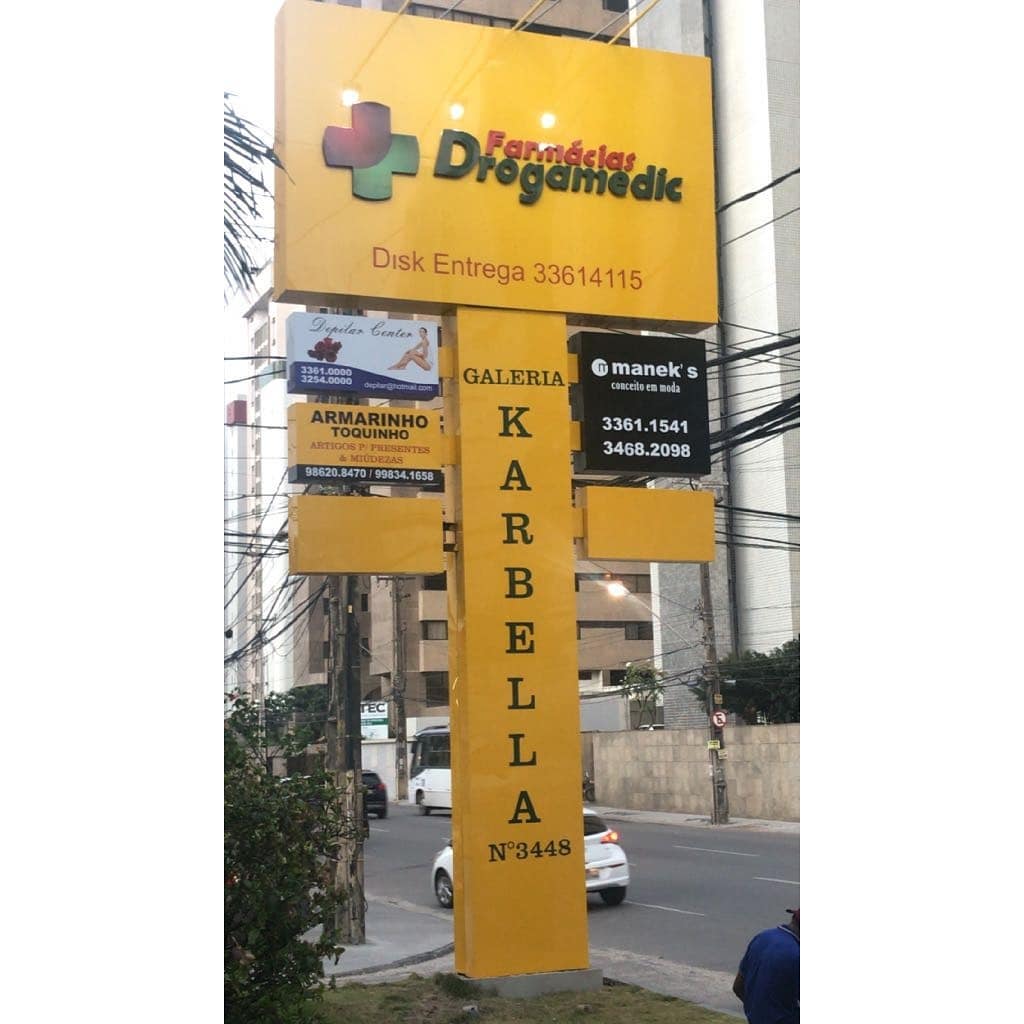 Farmácias
Drogamedic
Disk Entrega 33614115
Depilar Center
3361.0000
3254.0000
depilar@hotmail.com
ARMARINHO
TOQUINHO
ARTIGOS P/ PRESENTES
& MIÚDEZAS
98620.8470 / 99834.1658
m manek's
conceito em moda
3361.1541
3468.2098
GALERIA
KARBELLA
N°3448
TEC